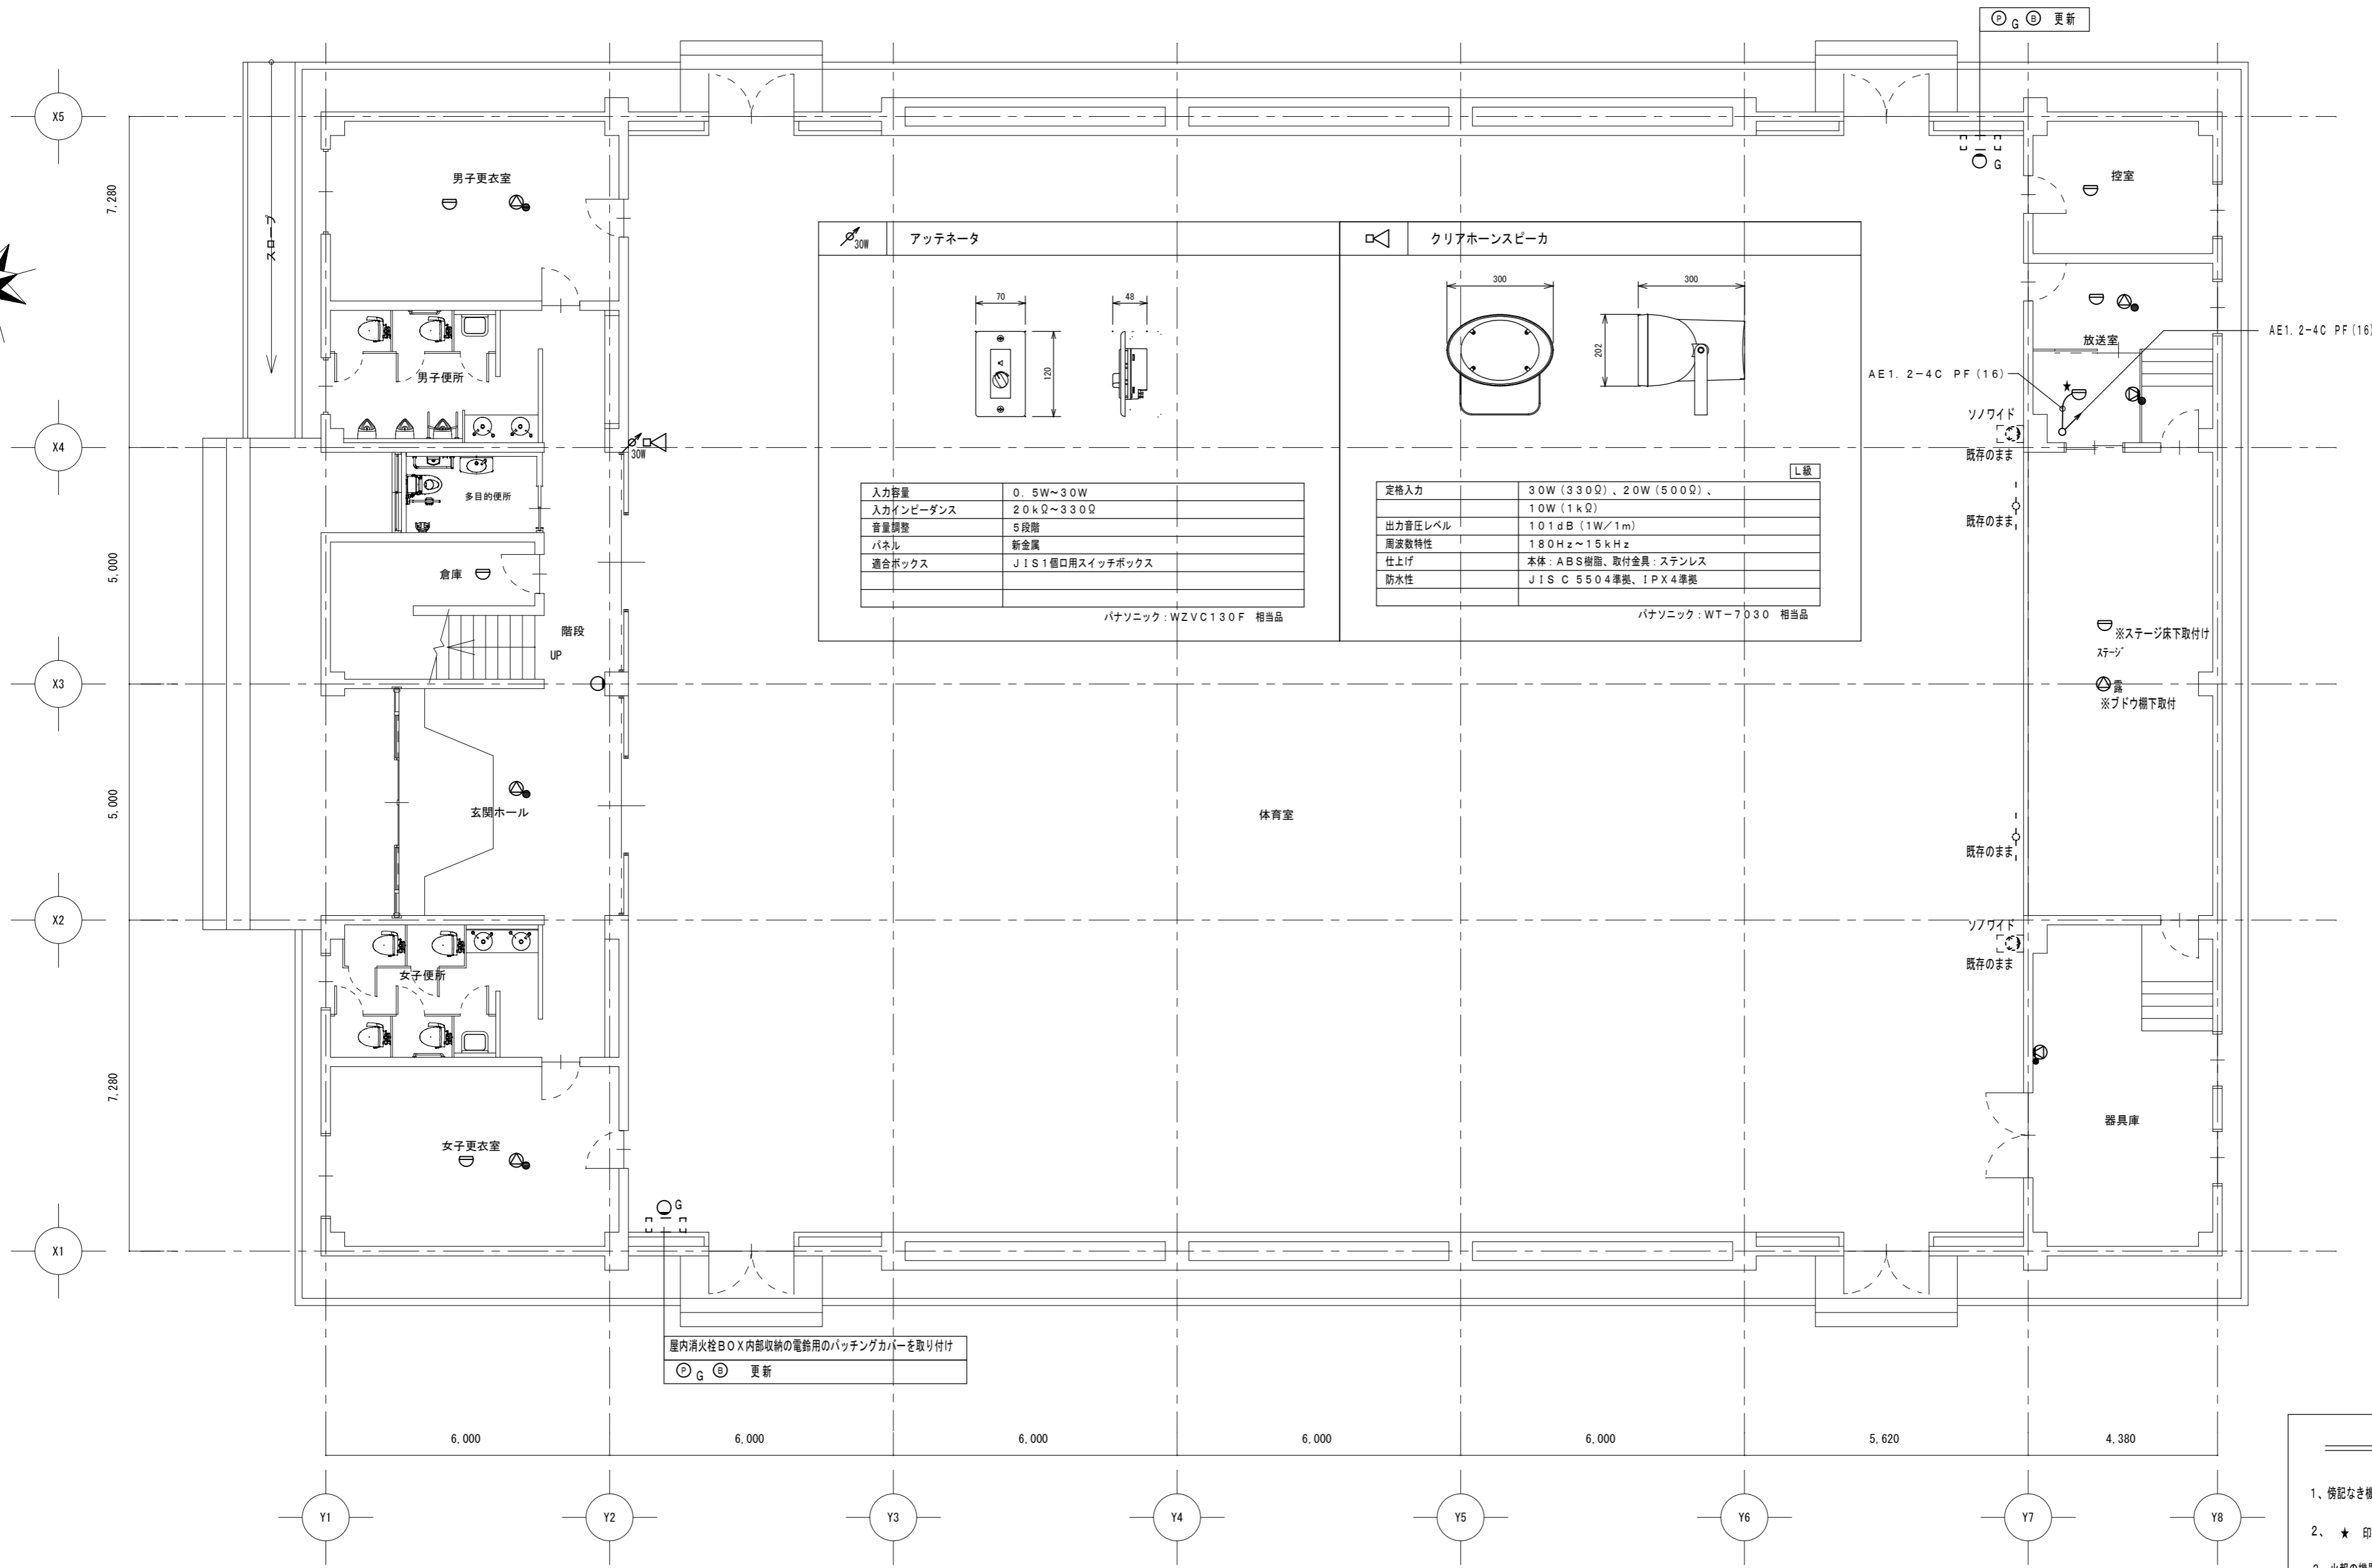 Ⓟ G Ⓑ 更新
X5
7,280
スロープ
男子更衣室
G
控室
30W アッテネータ
クリアホーンスピーカ
70
48
120
300
300
202
放送室
AE1.2-4C PF(16)
AE1.2-4C PF(16)
★
男子便所
X4
30W
ソノワイド
既存のまま
L級
多目的便所
入力容量 0.5W~30W
入力インピーダンス 20kΩ~330Ω
音量調整 5段階
パネル 新金属
適合ボックス JIS1個口用スイッチボックス
パナソニック:WZVC130F 相当品
定格入力 30W(330Ω)、20W(500Ω)、
10W(1kΩ)
出力音圧レベル 101dB(1W/1m)
周波数特性 180Hz~15kHz
仕上げ 本体:ABS樹脂、取付金具:ステンレス
防水性 JIS C 5504準拠、IPX4準拠
パナソニック:WT-7030 相当品
既存のまま
5,000
倉庫
階段
UP
※ステージ床下取付け
ステージ
X3
露
※ブドウ棚下取付
5,000
玄関ホール
体育室
既存のまま
X2
ソノワイド
既存のまま
女子便所
7,280
女子更衣室
器具庫
G
X1
屋内消火栓BOX内部収納の電鈴用のパッチングカバーを取り付け
Ⓟ G Ⓑ 更新
6,000
6,000
6,000
6,000
6,000
5,620
4,380
Y1
Y2
Y3
Y4
Y5
Y6
Y7
Y8
1、傍記なき機
2、 ★ 印